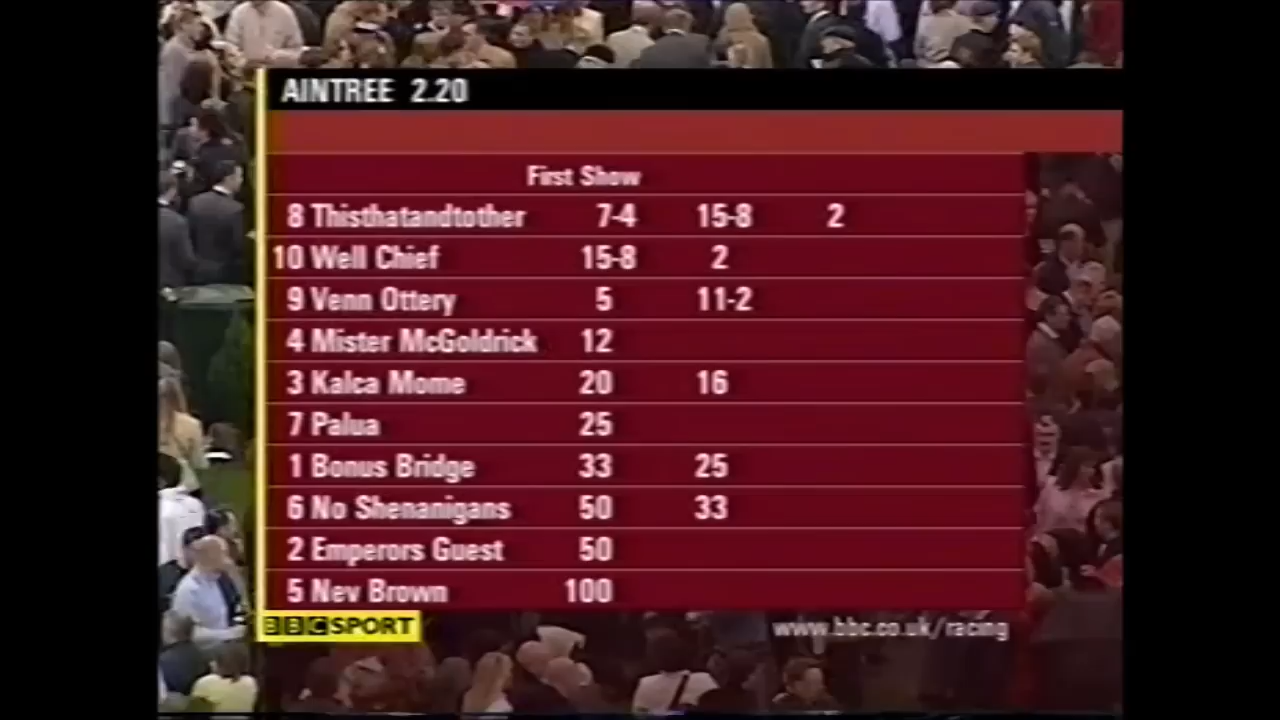 AINTREE 2.20
First Show
8 Thisthatandtother 7-4 15-8 2
10 Well Chief 15-8 2
9 Venn Ottery 5 11-2
4 Mister McGoldrick 12
3 Kalca Mome 20 16
7 Palua 25
1 Bonus Bridge 33 25
6 No Shenanigans 50 33
2 Emperors Guest 50
5 Nev Brown 100
BBC SPORT www.bbc.co.uk/racing